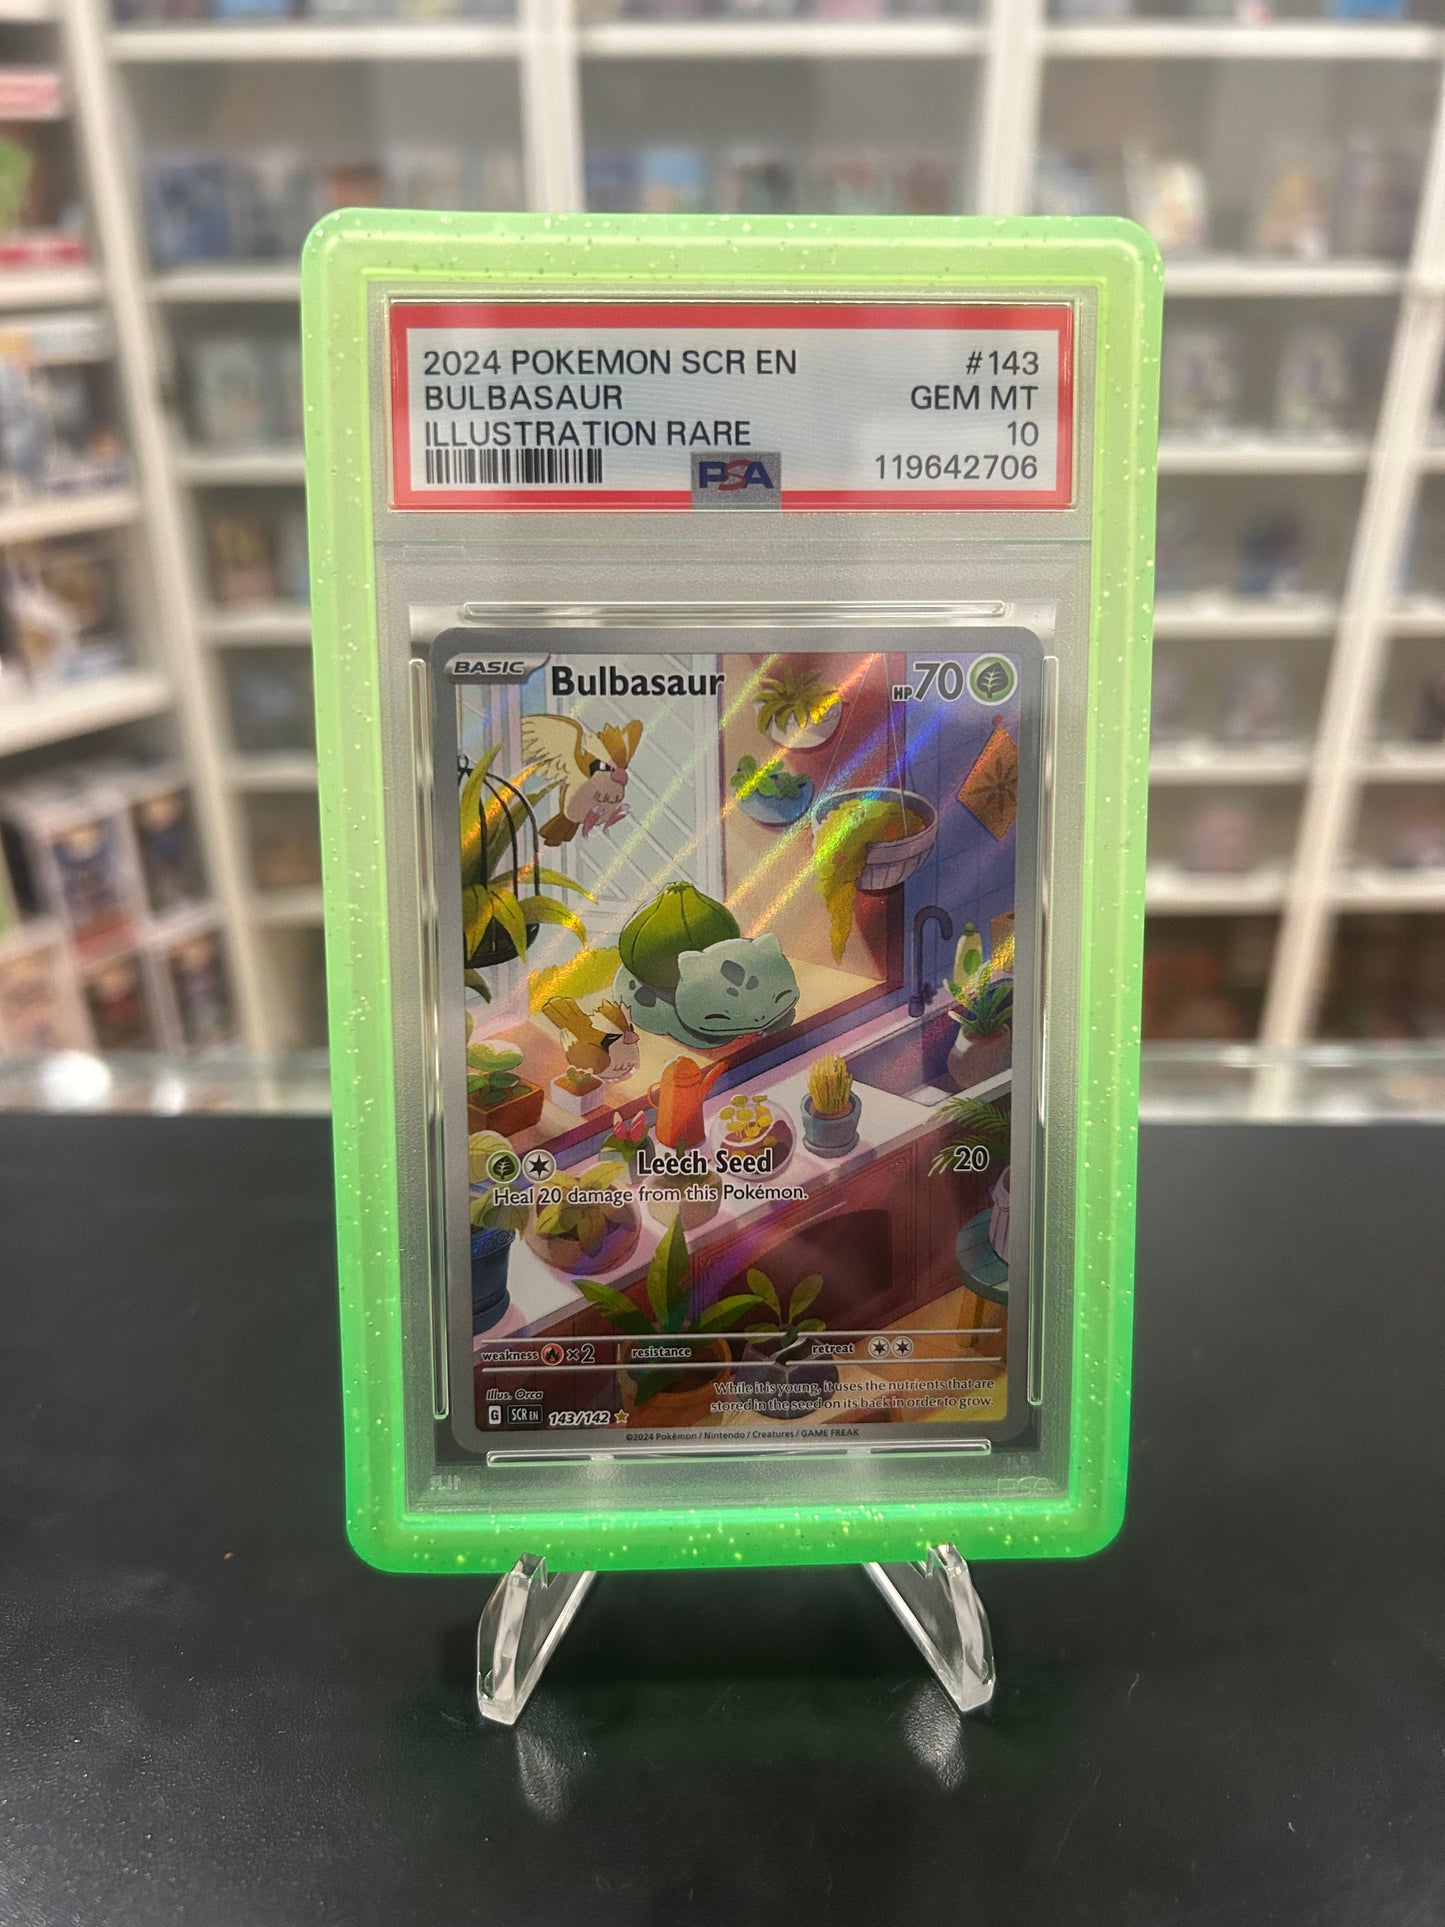 2024 POKEMON SCR EN #143
BULBASAUR GEM MT
ILLUSTRATION RARE 10
PSA 119642706
BASIC Bulbasaur HP 70
Leech Seed 20
Heal 20 damage from this Pokémon.
weakness ×2 resistance retreat
Illus. Orca
While it is young, it uses the nutrients that are
stored in the seed on its back in order to grow.
G SCR EN 143/142
©2024 Pokémon / Nintendo / Creatures / GAME FREAK
PSA